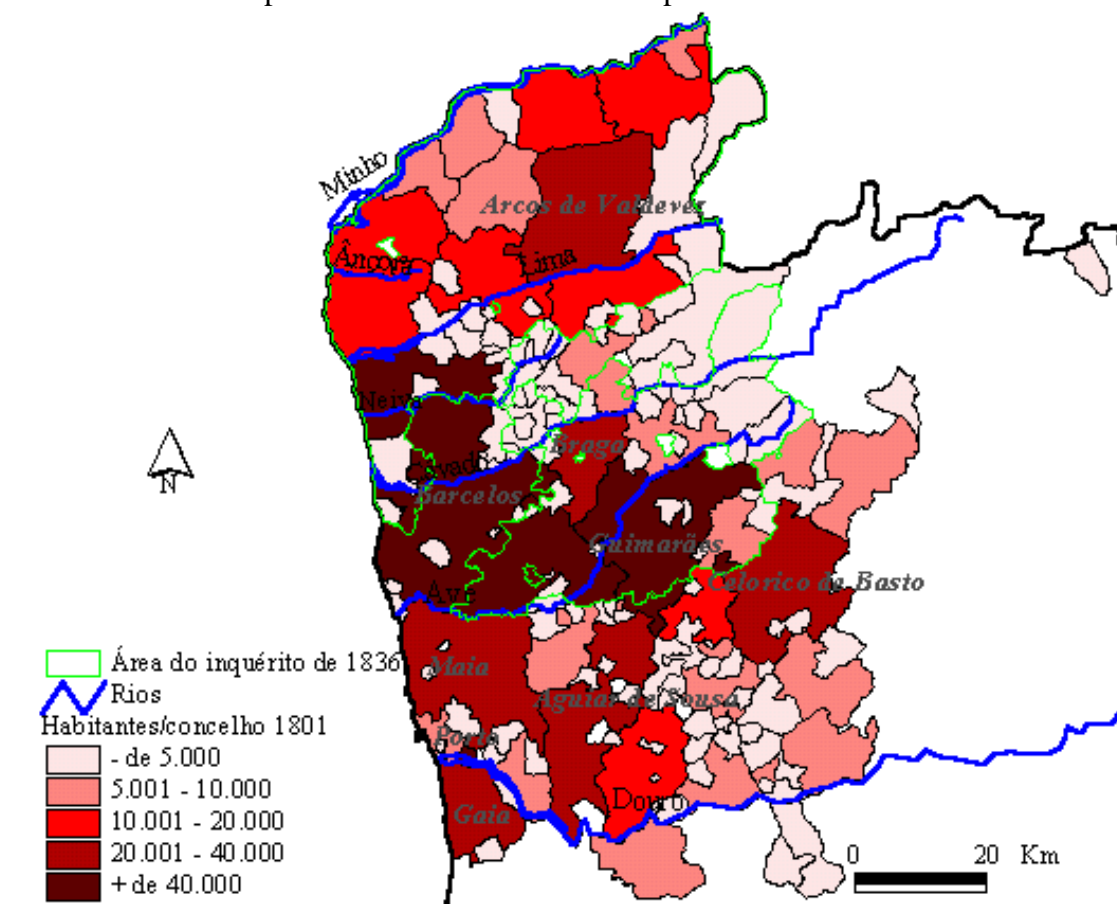 Minho
Arcos de Valdevez
Âncora
Lima
Neiva
Braga
Cávado
Barcelos
N
Guimarães
Celorico de Basto
Ave
Área do inquérito de 1836
Maia
Rios
Aguiar de Sousa
Habitantes/concelho 1801
Porto
- de 5.000
5.001 - 10.000
10.001 - 20.000
Douro
Gaia
20.001 - 40.000
0 20 Km
+ de 40.000